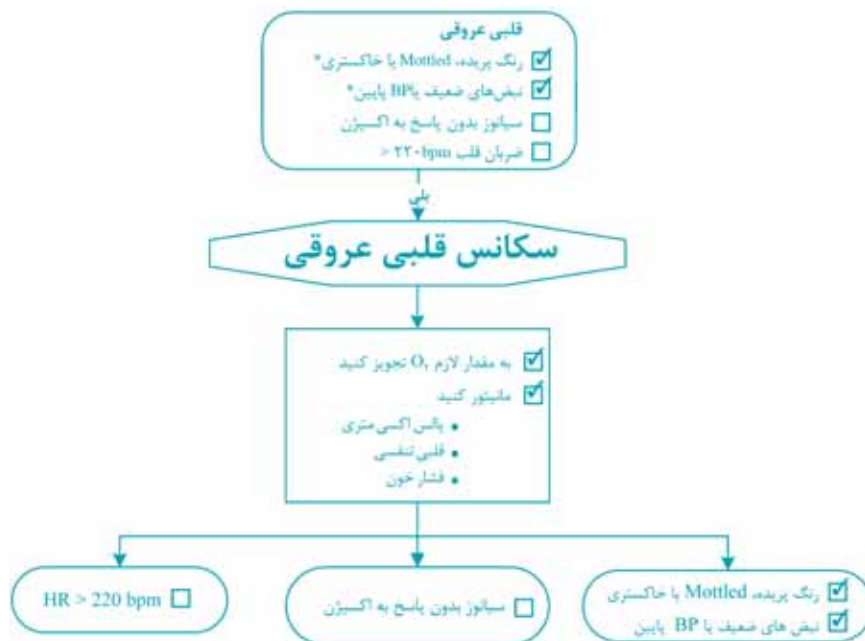 قلبی عروقی
رنگ پریده، Mottled یا خاکستری*
نبض‌های ضعیف یا BP پایین*
سیانوز بدون پاسخ به اکسیژن
ضربان قلب ۲۲۰bpm <
بلی
سکانس قلبی عروقی
به مقدار لازم O₂ تجویز کنید
مانیتور کنید
• پالس اکسی متری
• قلبی تنفسی
• فشار خون
رنگ پریده، Mottled یا خاکستری
نبض های ضعیف یا BP پایین
سیانوز بدون پاسخ به اکسیژن
HR > 220 bpm